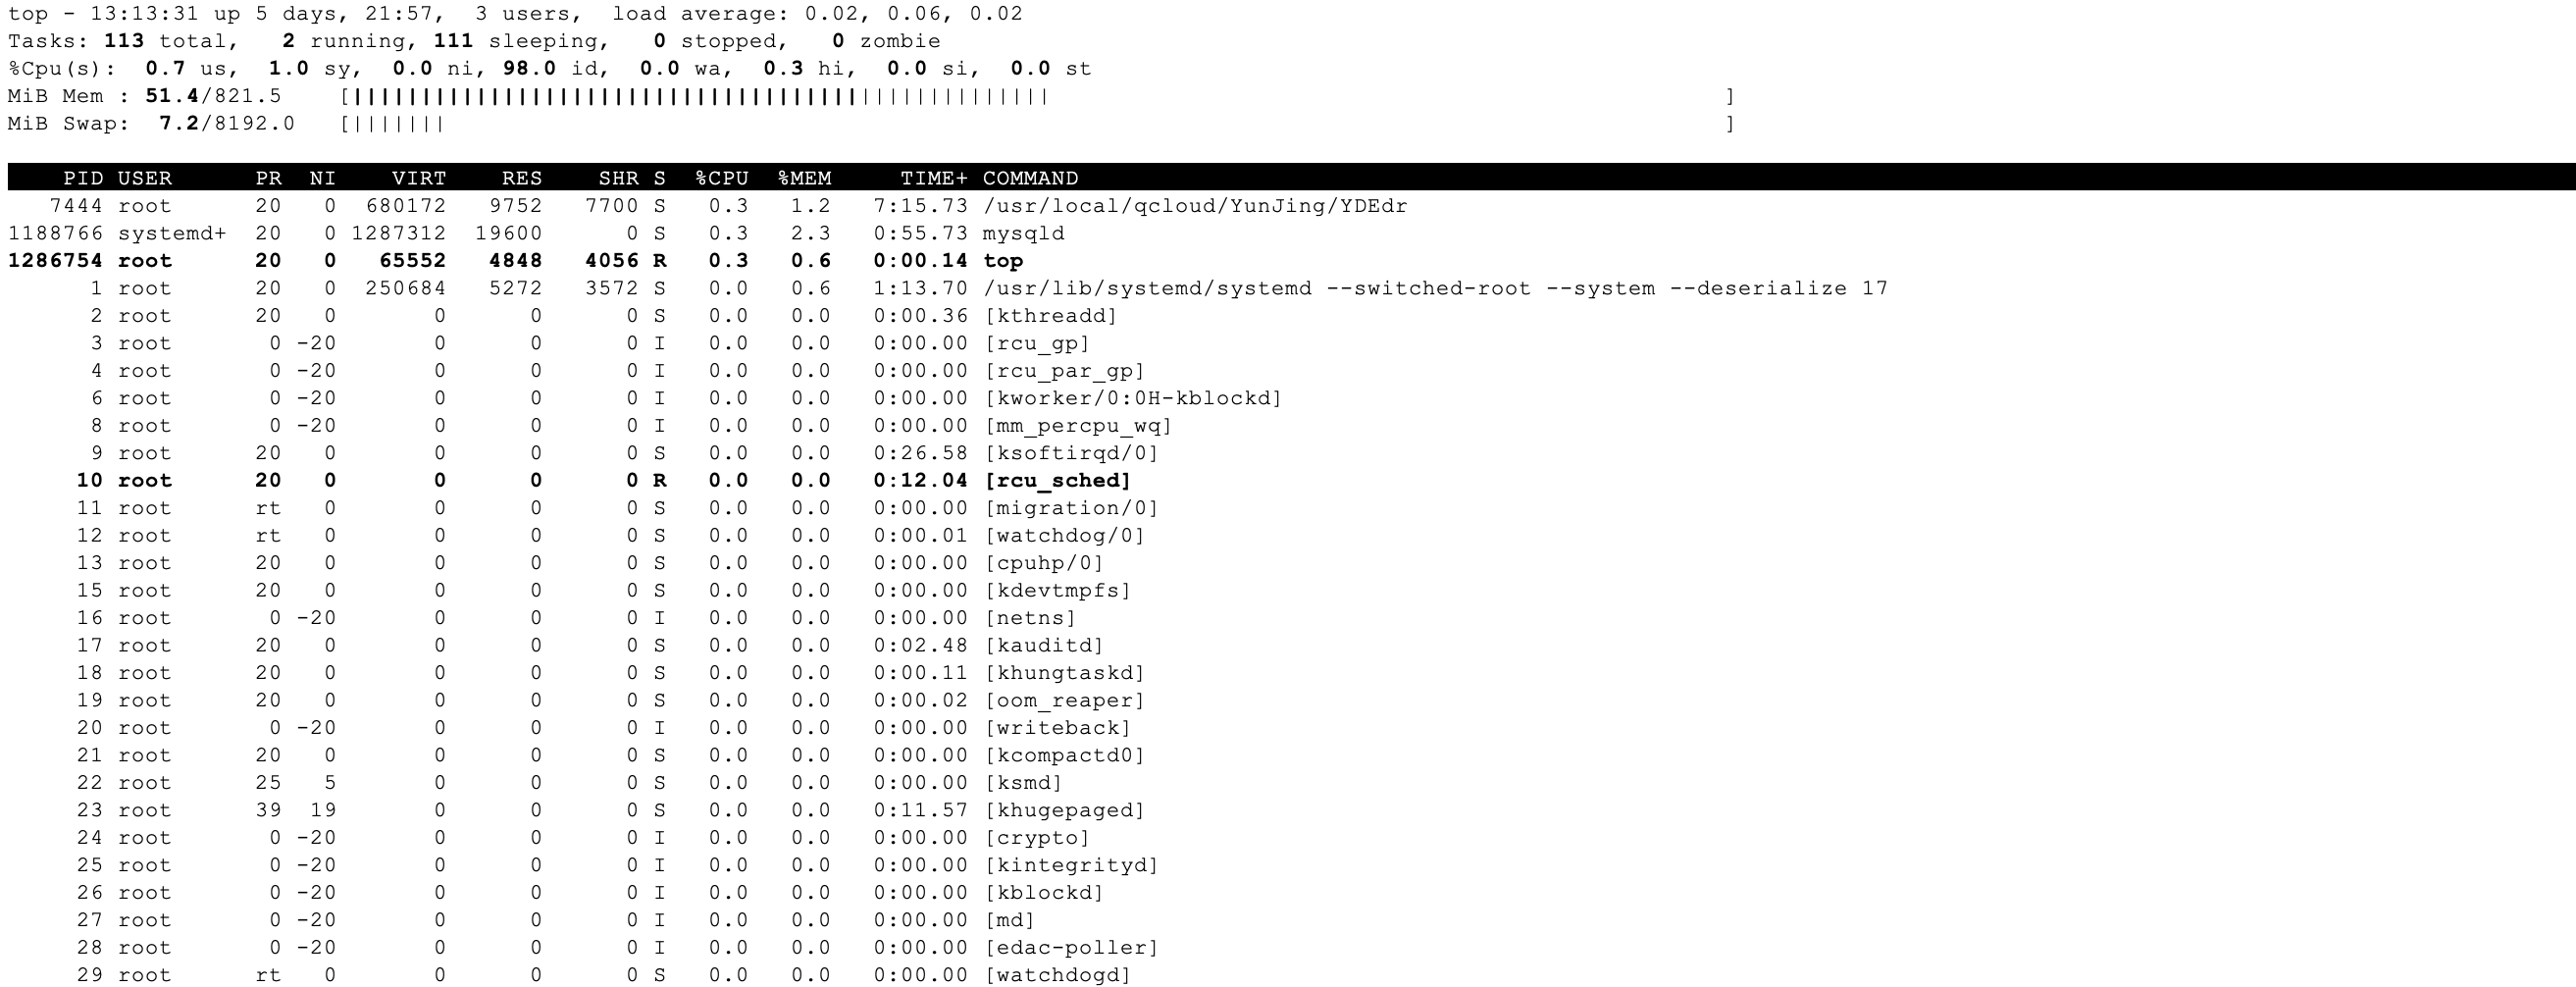 top - 13:13:31 up 5 days, 21:57,  3 users,  load average: 0.02, 0.06, 0.02
Tasks: 113 total,   2 running, 111 sleeping,   0 stopped,   0 zombie
%Cpu(s):  0.7 us,  1.0 sy,  0.0 ni, 98.0 id,  0.0 wa,  0.3 hi,  0.0 si,  0.0 st
MiB Mem : 51.4/821.5    [|||||||||||||||||||||||||||||||||||||||||||||||||||                                                 ]
MiB Swap:  7.2/8192.0   [|||||||                                                                                             ]
    PID USER      PR  NI    VIRT    RES    SHR S  %CPU  %MEM     TIME+ COMMAND
   7444 root      20   0  680172   9752   7700 S   0.3   1.2   7:15.73 /usr/local/qcloud/YunJing/YDEdr
1188766 systemd+  20   0 1287312  19600      0 S   0.3   2.3   0:55.73 mysqld
1286754 root      20   0   65552   4848   4056 R   0.3   0.6   0:00.14 top
      1 root      20   0  250684   5272   3572 S   0.0   0.6   1:13.70 /usr/lib/systemd/systemd --switched-root --system --deserialize 17
      2 root      20   0       0      0      0 S   0.0   0.0   0:00.36 [kthreadd]
      3 root       0 -20       0      0      0 I   0.0   0.0   0:00.00 [rcu_gp]
      4 root       0 -20       0      0      0 I   0.0   0.0   0:00.00 [rcu_par_gp]
      6 root       0 -20       0      0      0 I   0.0   0.0   0:00.00 [kworker/0:0H-kblockd]
      8 root       0 -20       0      0      0 I   0.0   0.0   0:00.00 [mm_percpu_wq]
      9 root      20   0       0      0      0 S   0.0   0.0   0:26.58 [ksoftirqd/0]
     10 root      20   0       0      0      0 R   0.0   0.0   0:12.04 [rcu_sched]
     11 root      rt   0       0      0      0 S   0.0   0.0   0:00.00 [migration/0]
     12 root      rt   0       0      0      0 S   0.0   0.0   0:00.01 [watchdog/0]
     13 root      20   0       0      0      0 S   0.0   0.0   0:00.00 [cpuhp/0]
     15 root      20   0       0      0      0 S   0.0   0.0   0:00.00 [kdevtmpfs]
     16 root       0 -20       0      0      0 I   0.0   0.0   0:00.00 [netns]
     17 root      20   0       0      0      0 S   0.0   0.0   0:02.48 [kauditd]
     18 root      20   0       0      0      0 S   0.0   0.0   0:00.11 [khungtaskd]
     19 root      20   0       0      0      0 S   0.0   0.0   0:00.02 [oom_reaper]
     20 root       0 -20       0      0      0 I   0.0   0.0   0:00.00 [writeback]
     21 root      20   0       0      0      0 S   0.0   0.0   0:00.00 [kcompactd0]
     22 root      25   5       0      0      0 S   0.0   0.0   0:00.00 [ksmd]
     23 root      39  19       0      0      0 S   0.0   0.0   0:11.57 [khugepaged]
     24 root       0 -20       0      0      0 I   0.0   0.0   0:00.00 [crypto]
     25 root       0 -20       0      0      0 I   0.0   0.0   0:00.00 [kintegrityd]
     26 root       0 -20       0      0      0 I   0.0   0.0   0:00.00 [kblockd]
     27 root       0 -20       0      0      0 I   0.0   0.0   0:00.00 [md]
     28 root       0 -20       0      0      0 I   0.0   0.0   0:00.00 [edac-poller]
     29 root      rt   0       0      0      0 S   0.0   0.0   0:00.00 [watchdogd]